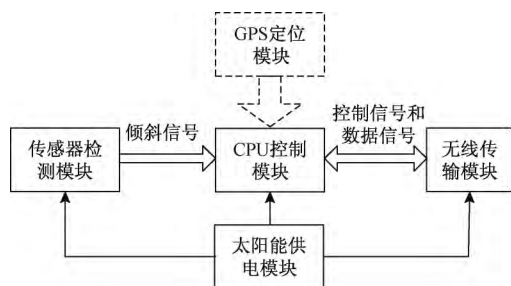 GPS定位
模块
控制信号和
数据信号
倾斜信号
传感器检
测模块
CPU控制
模块
无线传
输模块
太阳能供
电模块